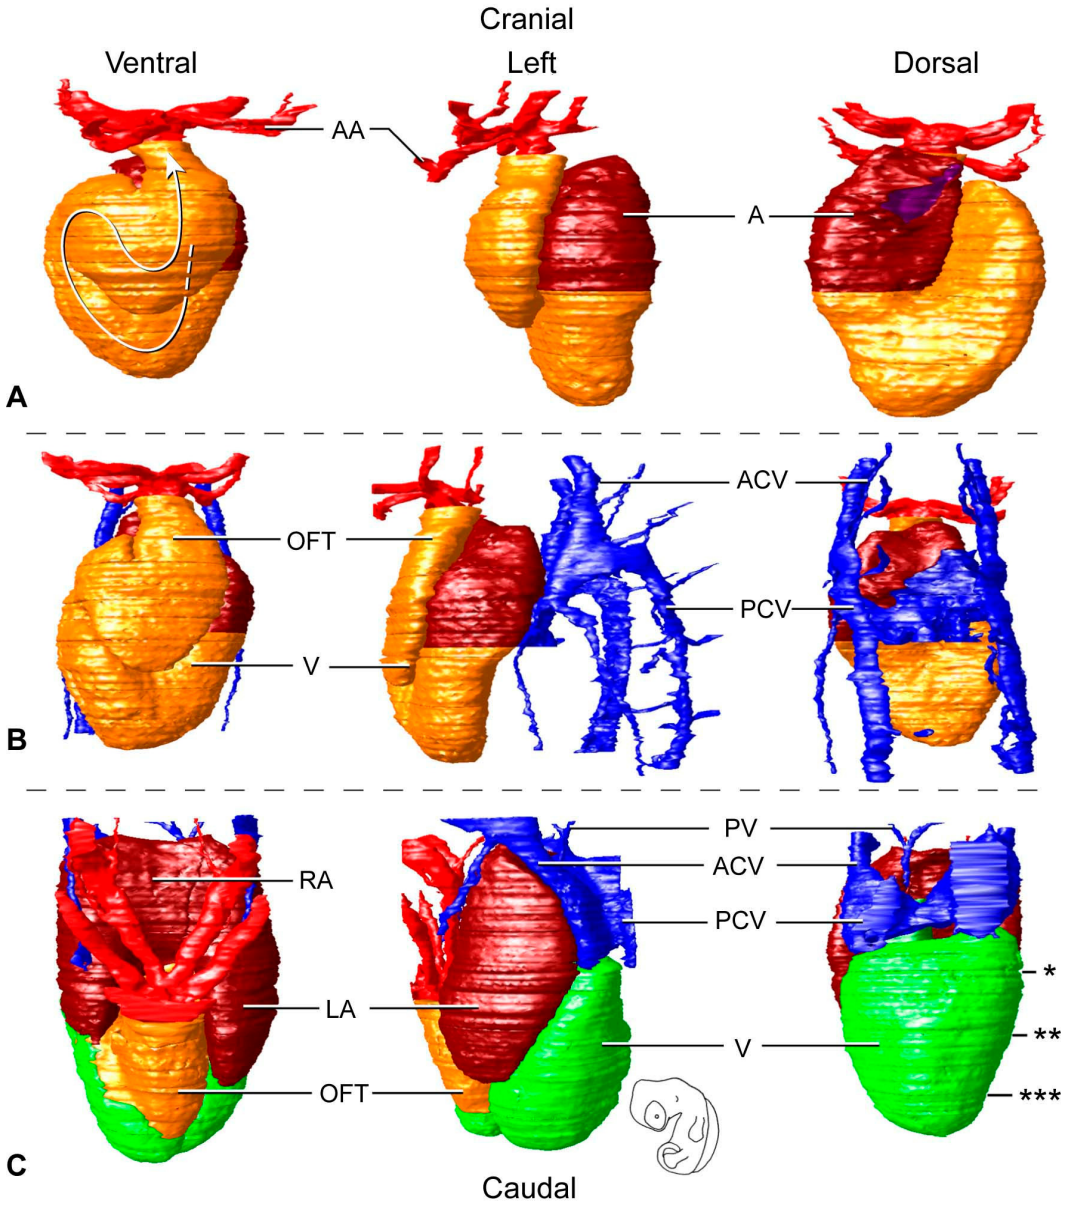 Cranial
Ventral Left Dorsal
AA
A
A
ACV
OFT
PCV
V
B
PV
ACV
RA
PCV
*
LA
**
V
OFT
***
C
Caudal